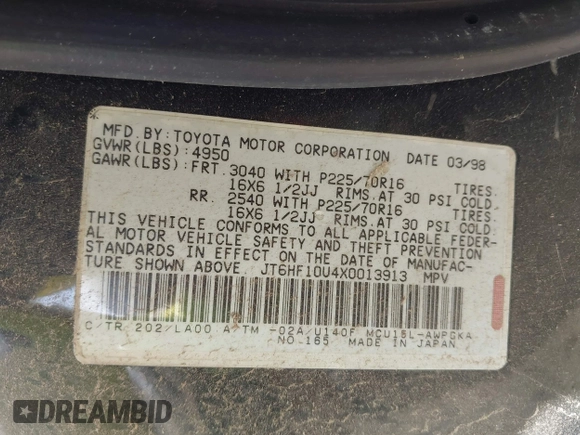 MFD. BY: TOYOTA MOTOR CORPORATION DATE 03/98
GVWR(LBS): 4950
GAWR(LBS): FRT. 3040 WITH P225/70R16 TIRES.
16X6 1/2JJ RIMS. AT 30 PSI COLD.
RR. 2540 WITH P225/70R16 TIRES.
16X6 1/2JJ RIMS. AT 30 PSI COLD.
THIS VEHICLE CONFORMS TO ALL APPLICABLE FEDER-
AL MOTOR VEHICLE SAFETY AND THEFT PREVENTION
STANDARDS IN EFFECT ON THE DATE OF MANUFAC-
TURE SHOWN ABOVE. JT6HF10U4X0013913 MPV
C/TR 202/LA00 A TM -02A/U140F MCU15L-AWPGKA
NO.165 MADE IN JAPAN
DREAMBID